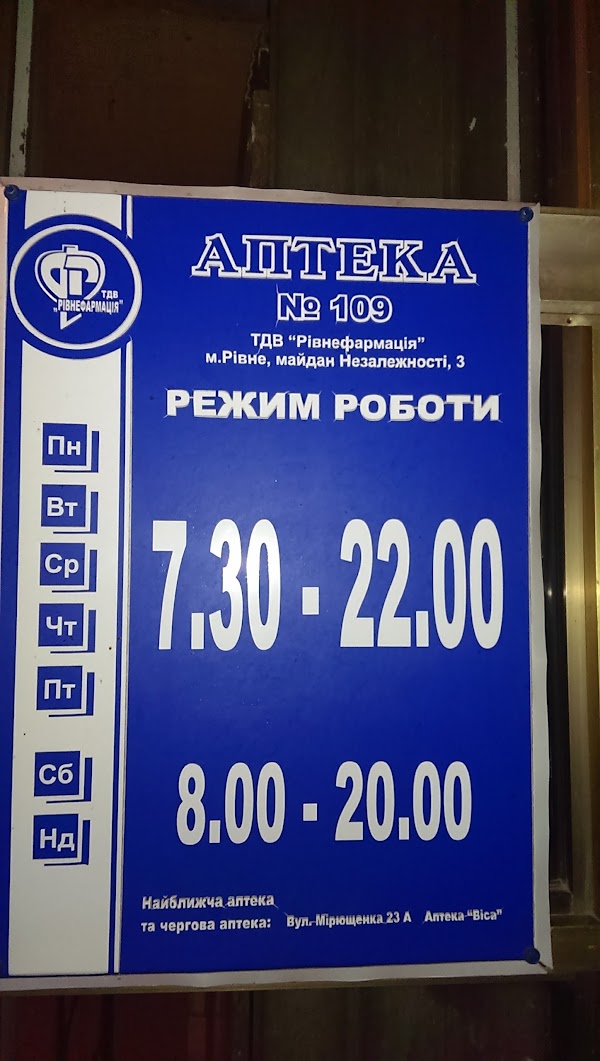 ТДВ
"РІВНЕФАРМАЦІЯ"
АПТЕКА
№ 109
ТДВ "Рівнефармація"
м.Рівне, майдан Незалежності, 3
РЕЖИМ РОБОТИ
Пн
Вт
Ср
Чт
Пт
7.30 - 22.00
Сб
Нд
8.00 - 20.00
Найближча аптека
та чергова аптека: Вул. Мірющенка 23 А Аптека "Віса"